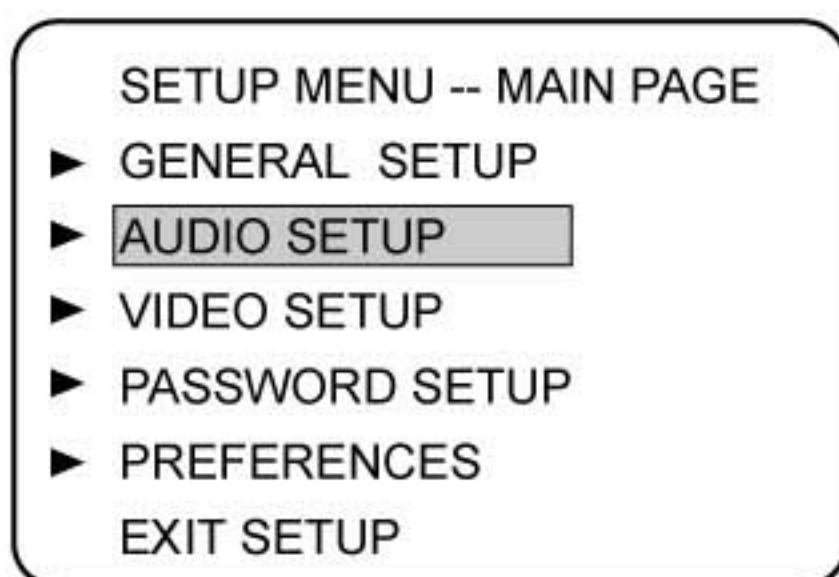 SETUP MENU -- MAIN PAGE
► GENERAL SETUP
► AUDIO SETUP
► VIDEO SETUP
► PASSWORD SETUP
► PREFERENCES
EXIT SETUP